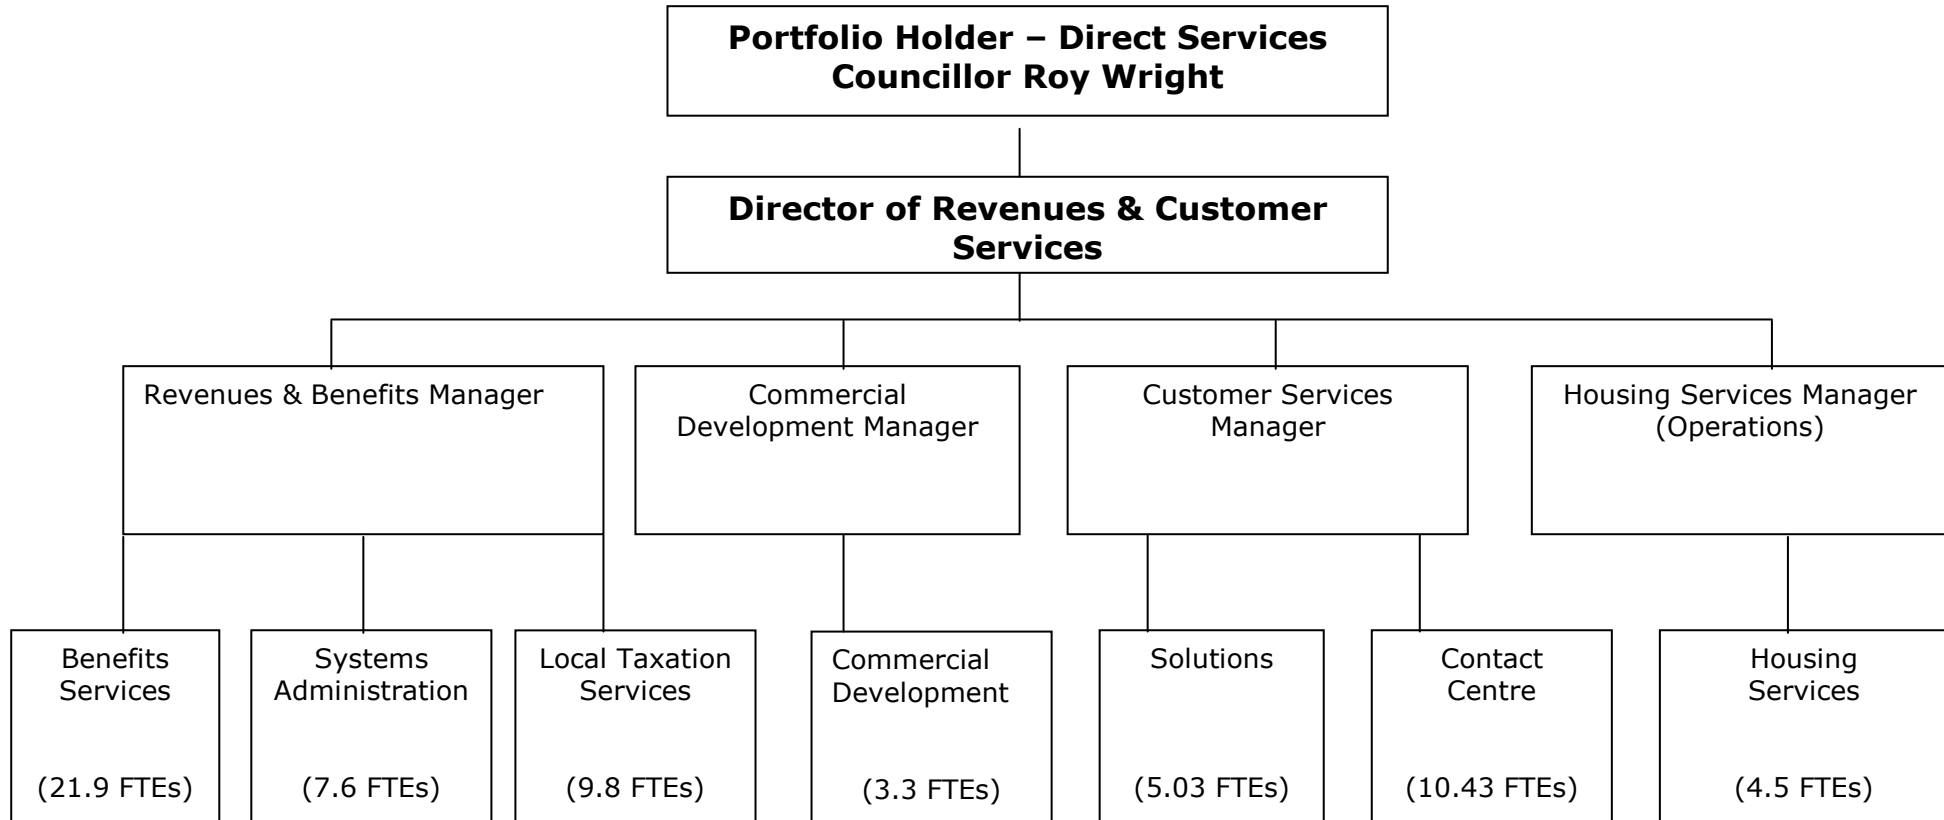 Portfolio Holder – Direct Services
Councillor Roy Wright
Director of Revenues & Customer
Services
Revenues & Benefits Manager
Commercial
Development Manager
Customer Services
Manager
Housing Services Manager
(Operations)
Benefits
Services
(21.9 FTEs)
Systems
Administration
(7.6 FTEs)
Local Taxation
Services
(9.8 FTEs)
Commercial
Development
(3.3 FTEs)
Solutions
(5.03 FTEs)
Contact
Centre
(10.43 FTEs)
Housing
Services
(4.5 FTEs)